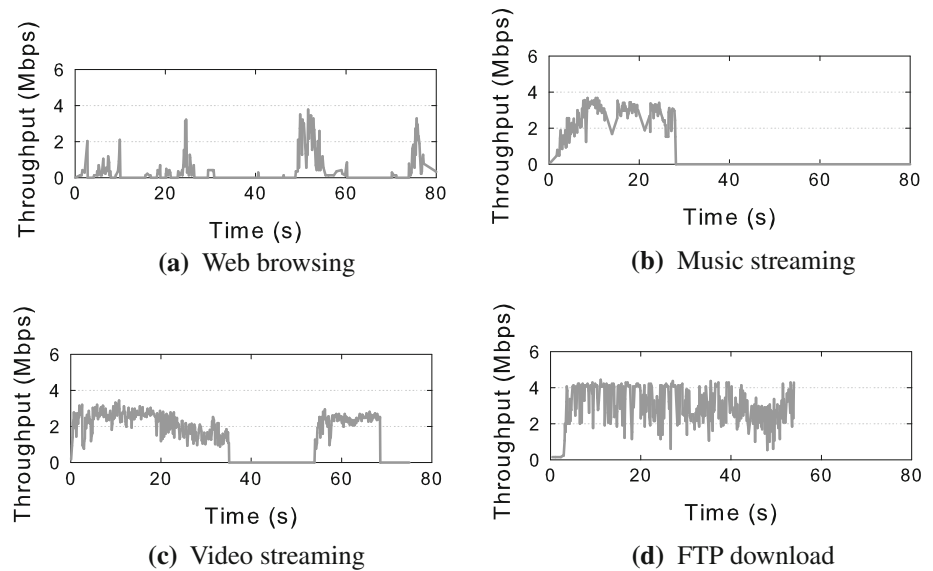 Throughput (Mbps)
6
4
2
0
0 20 40 60 80
Time (s)
(a) Web browsing
Throughput (Mbps)
6
4
2
0
0 20 40 60 80
Time (s)
(b) Music streaming
Throughput (Mbps)
6
4
2
0
0 20 40 60 80
Time (s)
(c) Video streaming
Throughput (Mbps)
6
4
2
0
0 20 40 60 80
Time (s)
(d) FTP download